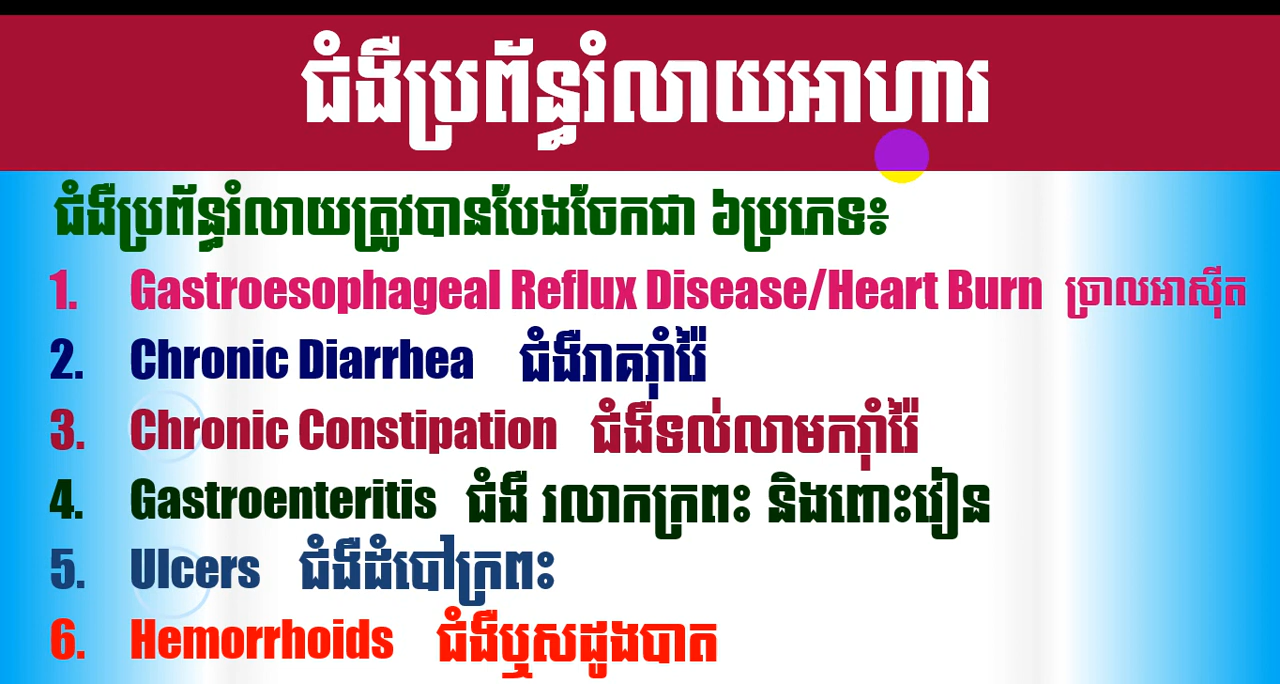 ជំងឺប្រព័ន្ធរំលាយអាហារ
ជំងឺប្រព័ន្ធរំលាយត្រូវបានបែងចែកជា ៦ប្រភេទ៖
1. Gastroesophageal Reflux Disease/Heart Burn ច្រាលអាស៊ីត
2. Chronic Diarrhea ជំងឺរាគរ៉ាំរ៉ៃ
3. Chronic Constipation ជំងឺទល់លាមករ៉ាំរ៉ៃ
4. Gastroenteritis ជំងឺ រលាកក្រពះ និងពោះវៀន
5. Ulcers ជំងឺដំបៅក្រពះ
6. Hemorrhoids ជំងឺឬសដូងបាត